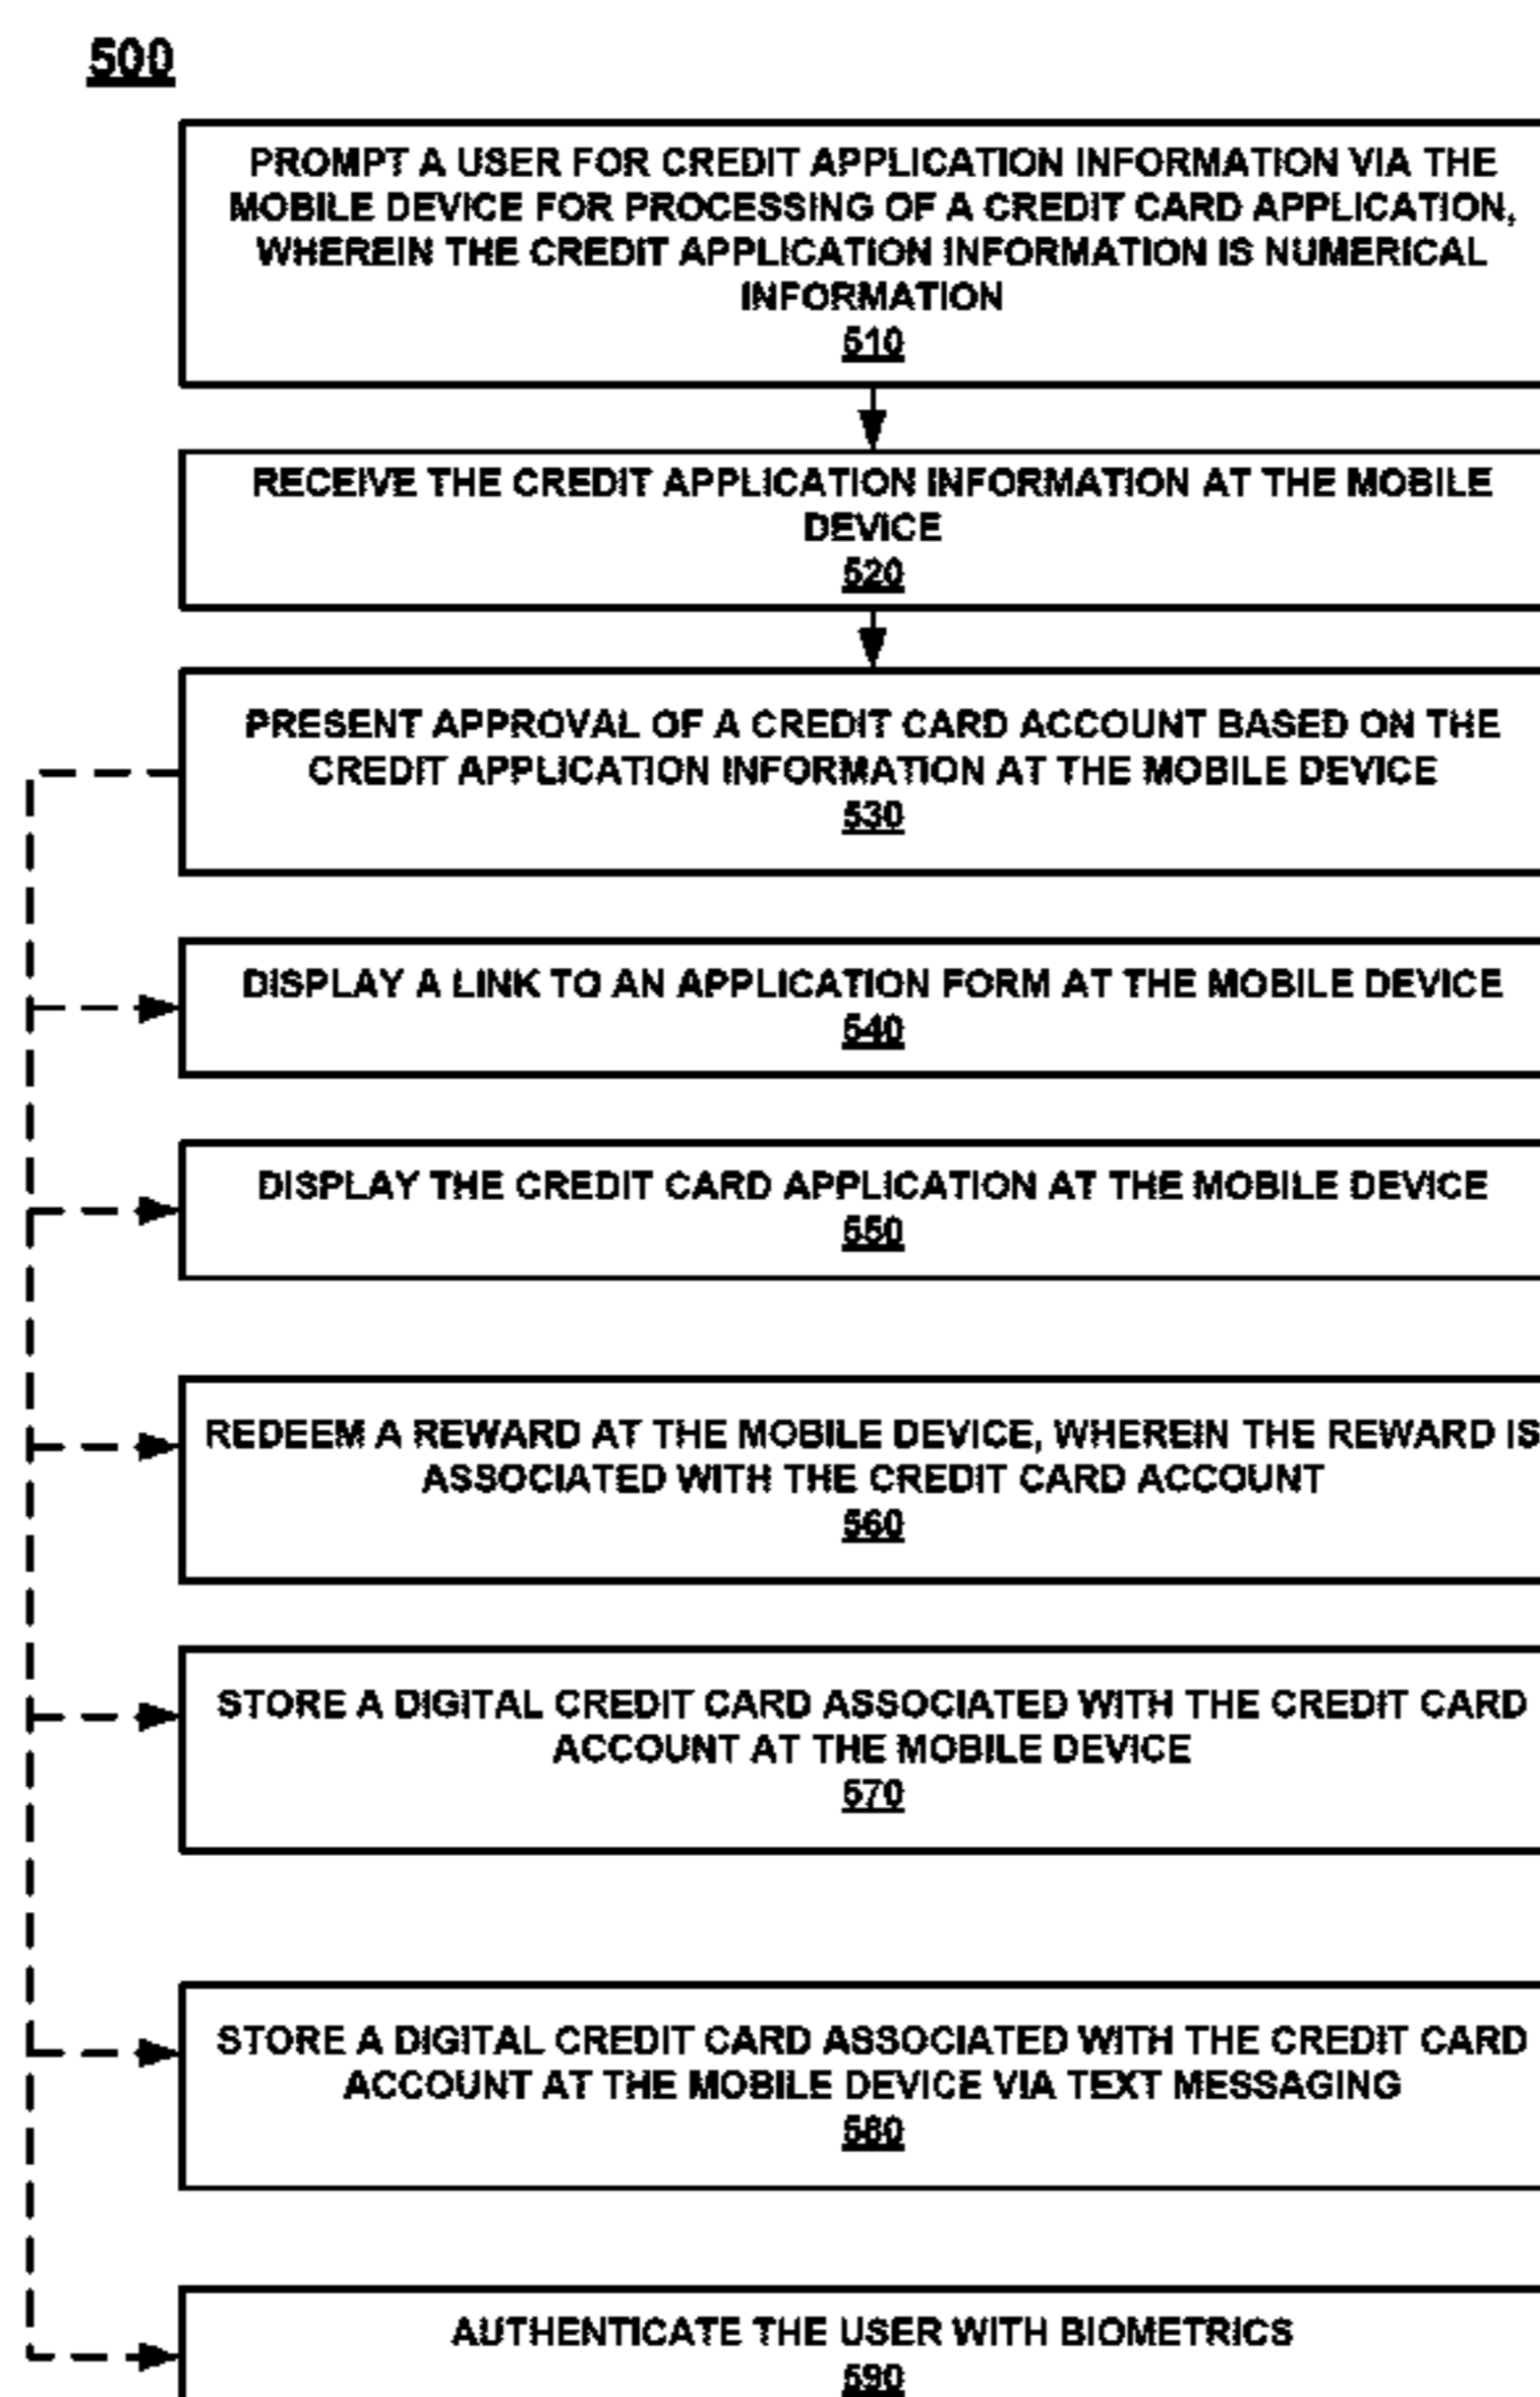 500
PROMPT A USER FOR CREDIT APPLICATION INFORMATION VIA THE
MOBILE DEVICE FOR PROCESSING OF A CREDIT CARD APPLICATION,
WHEREIN THE CREDIT APPLICATION INFORMATION IS NUMERICAL
INFORMATION
510
RECEIVE THE CREDIT APPLICATION INFORMATION AT THE MOBILE
DEVICE
520
PRESENT APPROVAL OF A CREDIT CARD ACCOUNT BASED ON THE
CREDIT APPLICATION INFORMATION AT THE MOBILE DEVICE
530
DISPLAY A LINK TO AN APPLICATION FORM AT THE MOBILE DEVICE
540
DISPLAY THE CREDIT CARD APPLICATION AT THE MOBILE DEVICE
550
REDEEM A REWARD AT THE MOBILE DEVICE, WHEREIN THE REWARD IS
ASSOCIATED WITH THE CREDIT CARD ACCOUNT
560
STORE A DIGITAL CREDIT CARD ASSOCIATED WITH THE CREDIT CARD
ACCOUNT AT THE MOBILE DEVICE
570
STORE A DIGITAL CREDIT CARD ASSOCIATED WITH THE CREDIT CARD
ACCOUNT AT THE MOBILE DEVICE VIA TEXT MESSAGING
580
AUTHENTICATE THE USER WITH BIOMETRICS
590